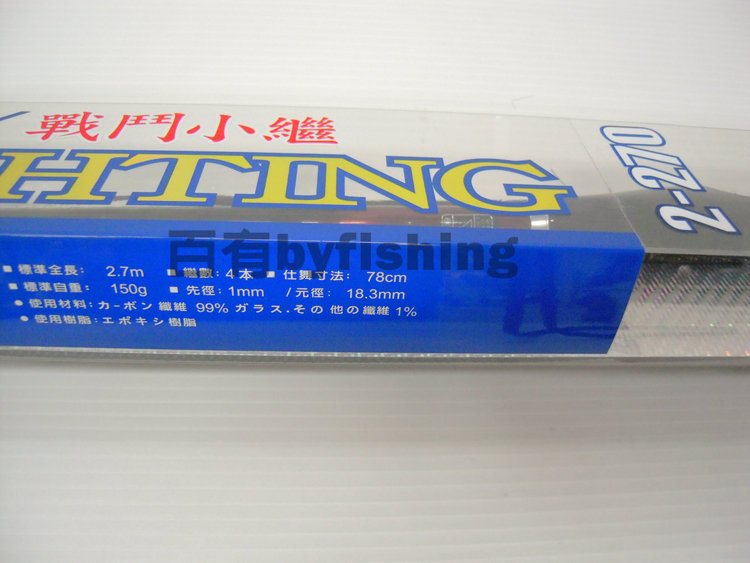 戰鬥小繼
HTING
2-270
百有byfishing
■ 標準全長： 2.7m ■ 繼數：4本 ■ 仕舞寸法： 78cm
■ 標準自重： 150g ■ 先徑：1mm /元徑： 18.3mm
● 使用材料：カ-ボン纖維 99% ガラス.その他の纖維 1%
● 使用樹脂：エポキシ樹脂